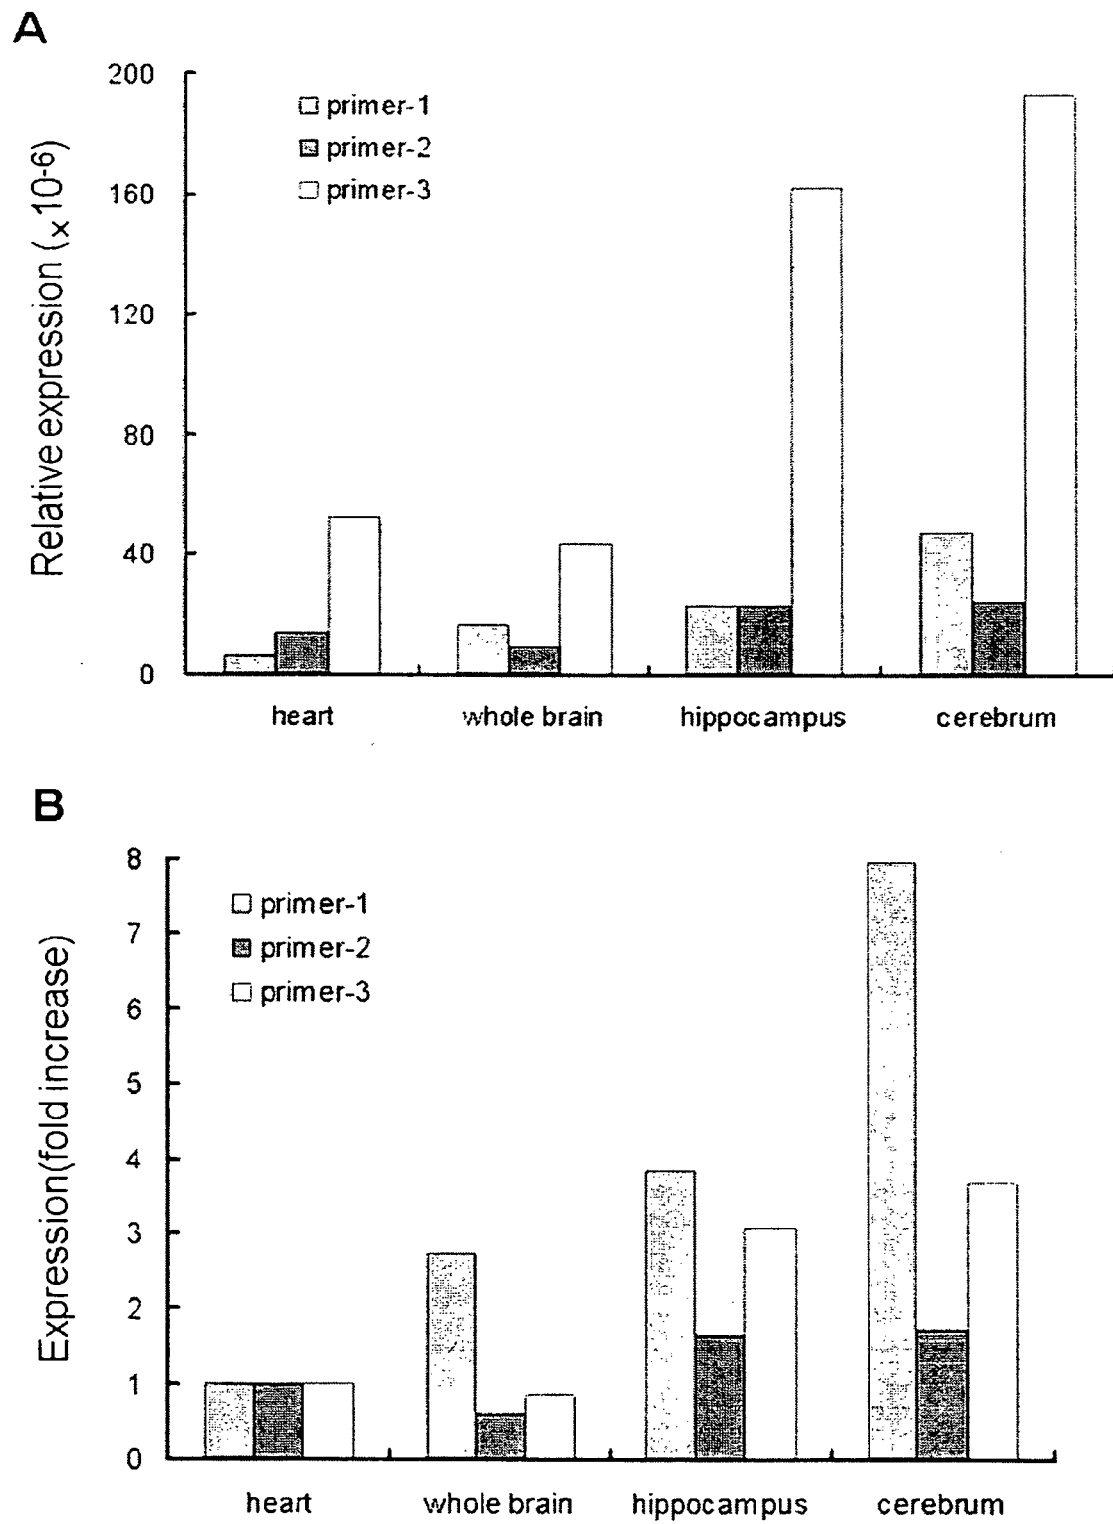 A
Relative expression (x10-6)
200
160
120
80
40
0
primer-1
primer-2
primer-3
heart whole brain hippocampus cerebrum
B
Expression(fold increase)
8
7
6
5
4
3
2
1
0
primer-1
primer-2
primer-3
heart whole brain hippocampus cerebrum